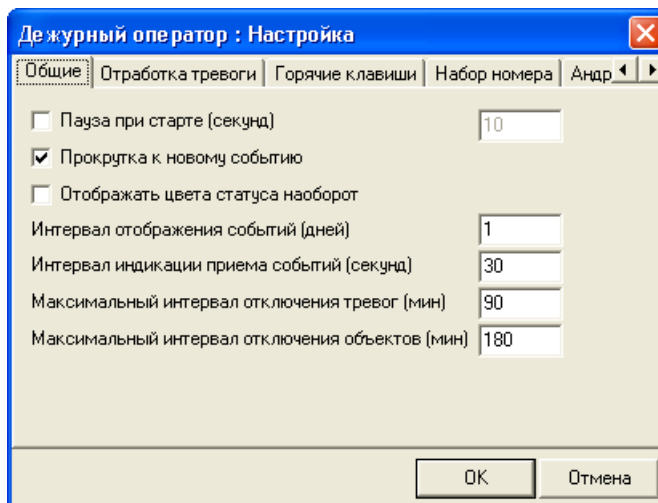 Дежурный оператор : Настройка
Общие Отработка тревоги Горячие клавиши Набор номера Андр
Пауза при старте (секунд) 10
Прокрутка к новому событию
Отображать цвета статуса наоборот
Интервал отображения событий (дней) 1
Интервал индикации приема событий (секунд) 30
Максимальный интервал отключения тревог (мин) 90
Максимальный интервал отключения объектов (мин) 180
OK Отмена